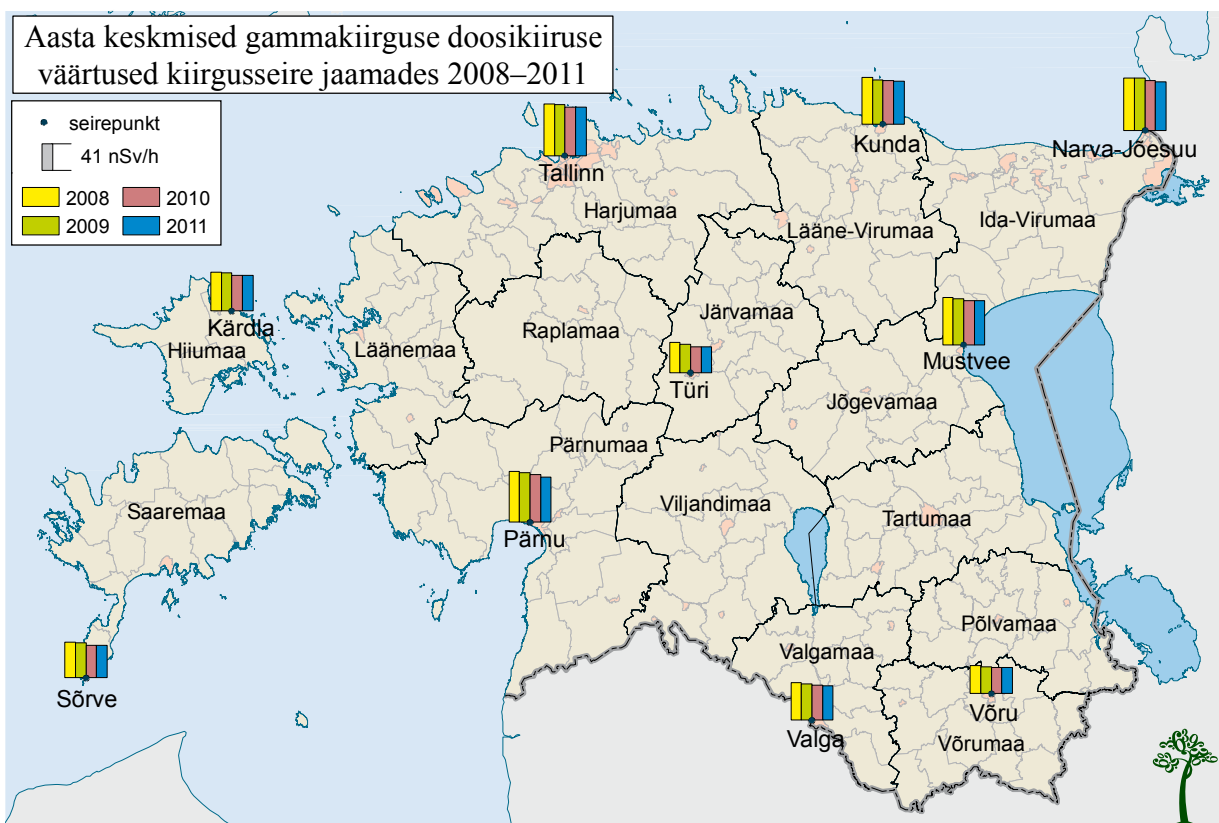 Aasta keskmised gammakiirguse doosikiiruse
väärtused kiirgusseire jaamades 2008–2011
seirepunkt
41 nSv/h
2008
2010
2009
2011
Tallinn
Kunda
Narva-Jõesuu
Harjumaa
Lääne-Virumaa
Ida-Virumaa
Kärdla
Hiiumaa
Läänemaa
Raplamaa
Järvamaa
Türi
Mustvee
Jõgevamaa
Pärnumaa
Saaremaa
Viljandimaa
Tartumaa
Pärnu
Põlvamaa
Valgamaa
Sõrve
Võru
Valga
Võrumaa